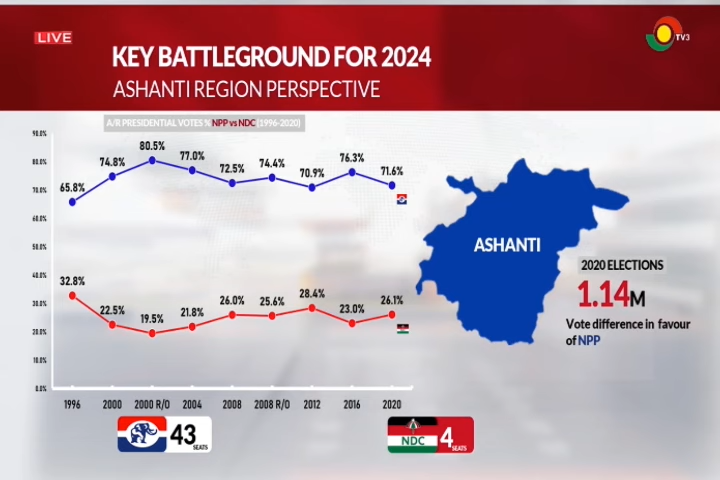 LIVE
KEY BATTLEGROUND FOR 2024
ASHANTI REGION PERSPECTIVE
TV3
A/R PRESIDENTIAL VOTES % NPP vs NDC (1996-2020)
90.0%
80.0%
70.0%
60.0%
50.0%
40.0%
30.0%
20.0%
10.0%
0.0%
65.8%
74.8%
80.5%
77.0%
72.5%
74.4%
70.9%
76.3%
71.6%
32.8%
22.5%
19.5%
21.8%
26.0%
25.6%
28.4%
23.0%
26.1%
1996 2000 2000 R/O 2004 2008 2008 R/O 2012 2016 2020
ASHANTI
2020 ELECTIONS
1.14M
Vote difference in favour
of NPP
43
SEATS
NDC
4
SEATS